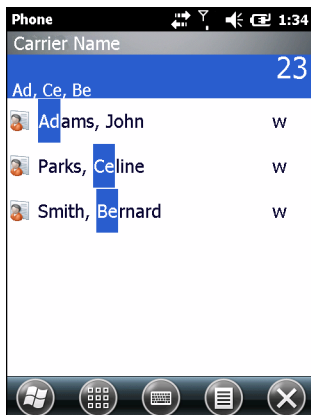 Phone 1:34
Carrier Name
23
Ad, Ce, Be
Adams, John w
Parks, Celine w
Smith, Bernard w